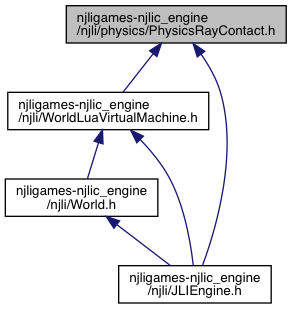 njligames-njlic_engine
/njli/physics/PhysicsRayContact.h
njligames-njlic_engine
/njli/WorldLuaVirtualMachine.h
njligames-njlic_engine
/njli/World.h
njligames-njlic_engine
/njli/JLIEngine.h